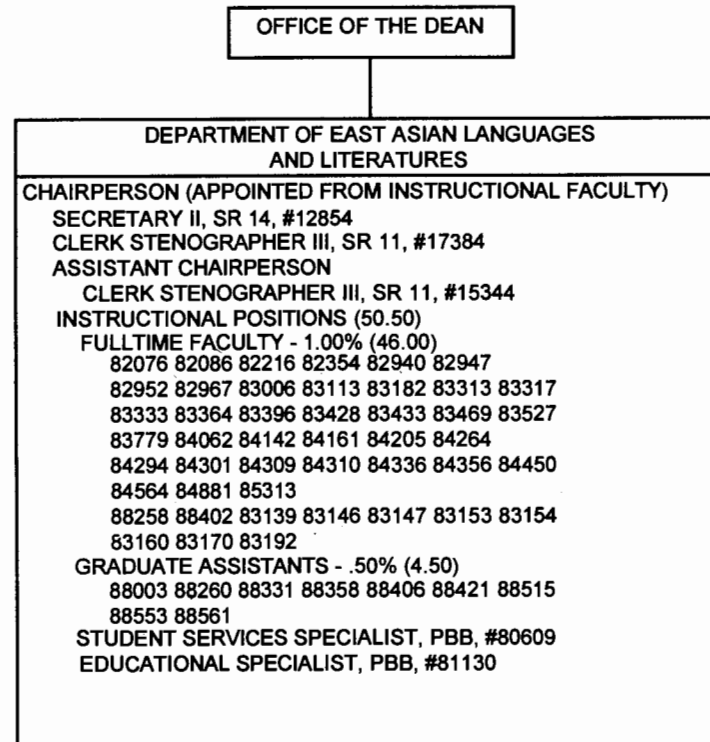 OFFICE OF THE DEAN
DEPARTMENT OF EAST ASIAN LANGUAGES
AND LITERATURES
CHAIRPERSON (APPOINTED FROM INSTRUCTIONAL FACULTY)
SECRETARY II, SR 14, #12854
CLERK STENOGRAPHER III, SR 11, #17384
ASSISTANT CHAIRPERSON
CLERK STENOGRAPHER III, SR 11, #15344
INSTRUCTIONAL POSITIONS (50.50)
FULLTIME FACULTY - 1.00% (46.00)
82076 82086 82216 82354 82940 82947
82952 82967 83006 83113 83182 83313 83317
83333 83364 83396 83428 83433 83469 83527
83779 84062 84142 84161 84205 84264
84294 84301 84309 84310 84336 84356 84450
84564 84881 85313
88258 88402 83139 83146 83147 83153 83154
83160 83170 83192
GRADUATE ASSISTANTS - .50% (4.50)
88003 88260 88331 88358 88406 88421 88515
88553 88561
STUDENT SERVICES SPECIALIST, PBB, #80609
EDUCATIONAL SPECIALIST, PBB, #81130